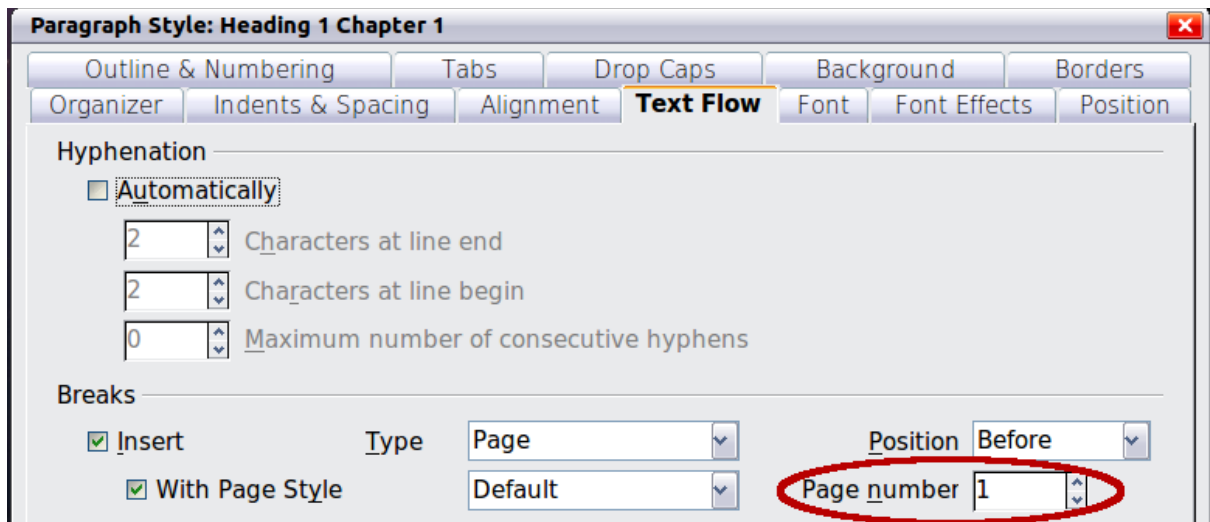 Paragraph Style: Heading 1 Chapter 1
Outline & Numbering Tabs Drop Caps Background Borders
Organizer Indents & Spacing Alignment Text Flow Font Font Effects Position
Hyphenation
Automatically
2 Characters at line end
2 Characters at line begin
0 Maximum number of consecutive hyphens
Breaks
Insert Type Page Position Before
With Page Style Default Page number 1